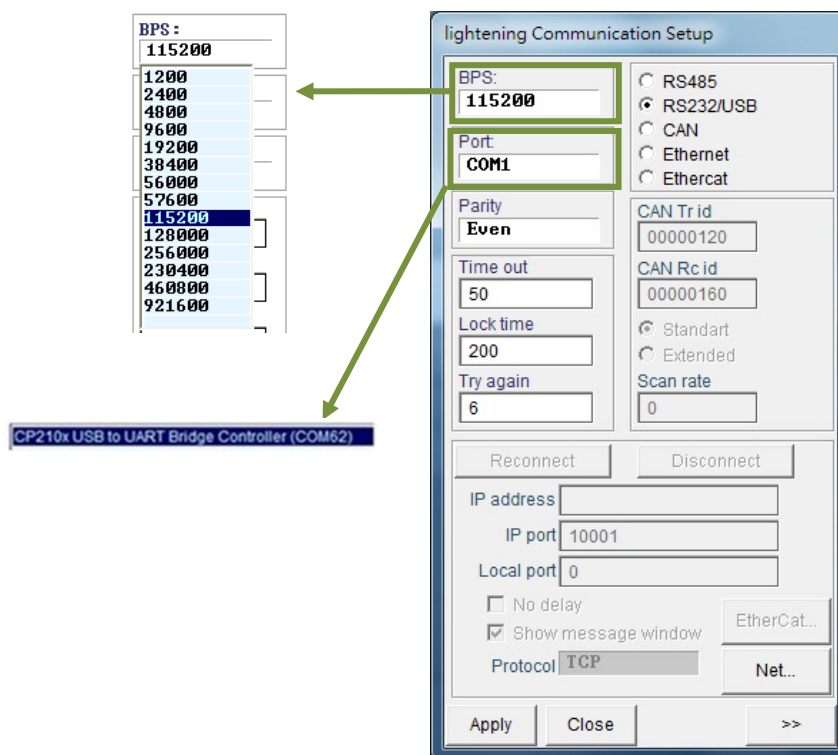 BPS:
115200
1200
2400
4800
9600
19200
38400
56000
57600
115200
128000
256000
230400
460800
921600
CP210x USB to UART Bridge Controller (COM62)
lightening Communication Setup
BPS:
115200
Port:
COM1
Parity
Even
Time out
50
Lock time
200
Try again
6
RS485
RS232/USB
CAN
Ethernet
Ethercat
CAN Tr id
00000120
CAN Rc id
00000160
Standart
Extended
Scan rate
0
Reconnect Disconnect
IP address
IP port 10001
Local port 0
No delay
Show message window
EtherCat...
Protocol TCP
Net...
Apply Close >>